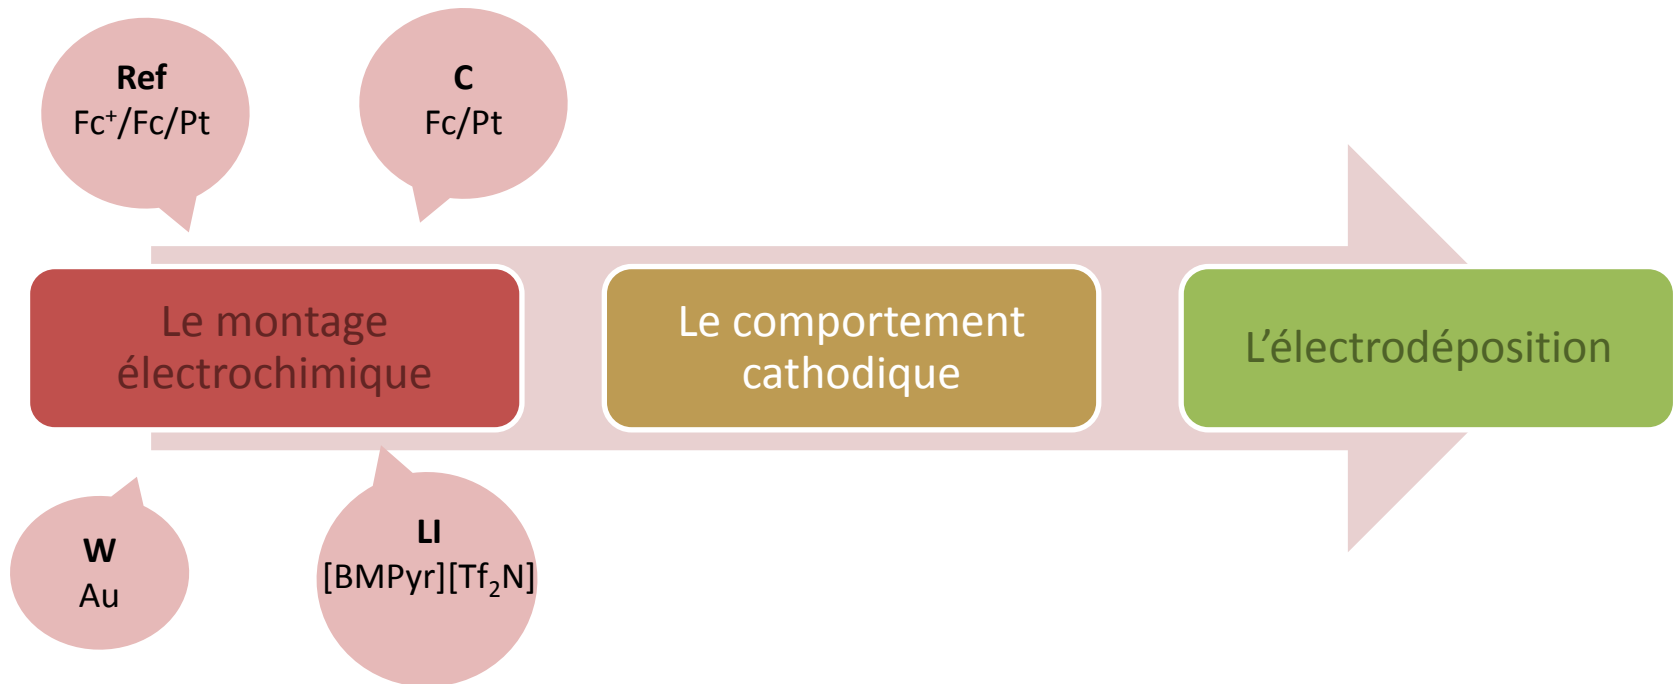 Ref
Fc⁺/Fc/Pt
C
Fc/Pt
Le montage
électrochimique
Le comportement
cathodique
L’électrodéposition
W
Au
LI
[BMPyr][Tf₂N]